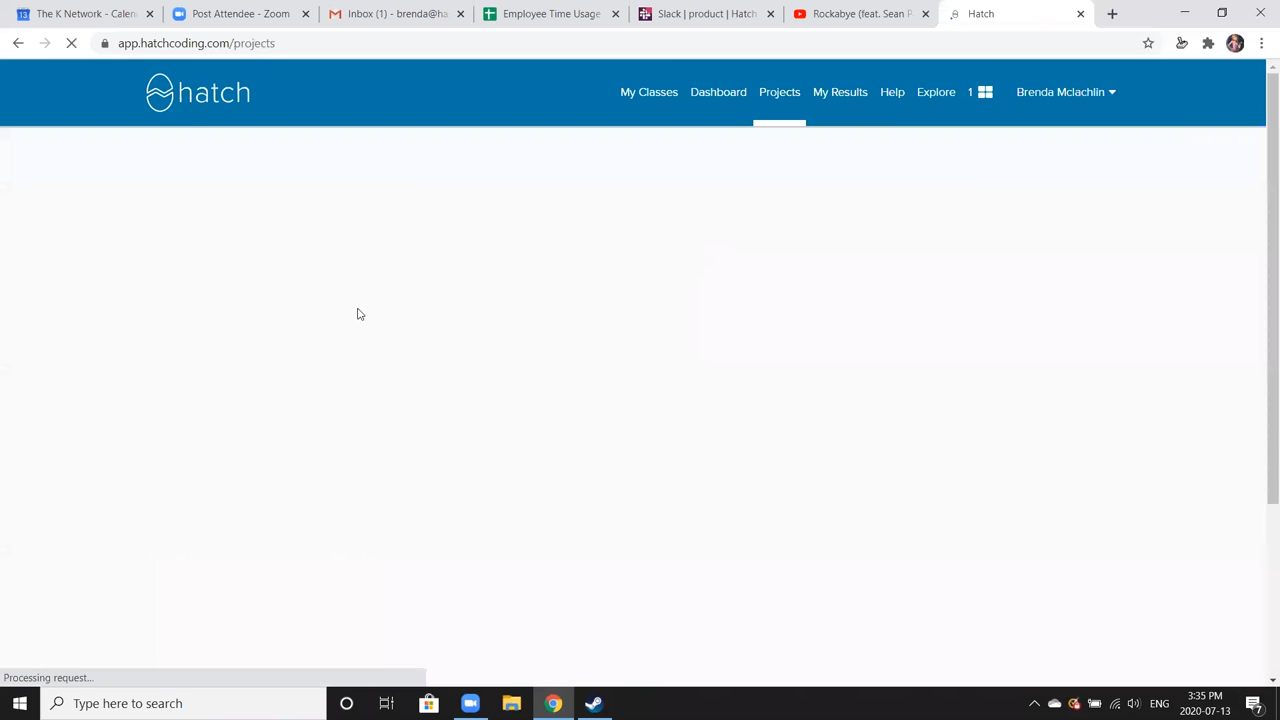 The K Network - Calen
Post Attendee - Zoom
Inbox (1) - brenda@ha
Employee Time Usage
Slack | product | Hatch
Rockabye (feat. Sean P
Hatch
app.hatchcoding.com/projects
hatch
My Classes
Dashboard
Projects
My Results
Help
Explore
1
Brenda Mclachlin
Processing request...
Type here to search
ENG
3:35 PM
2020-07-13
7